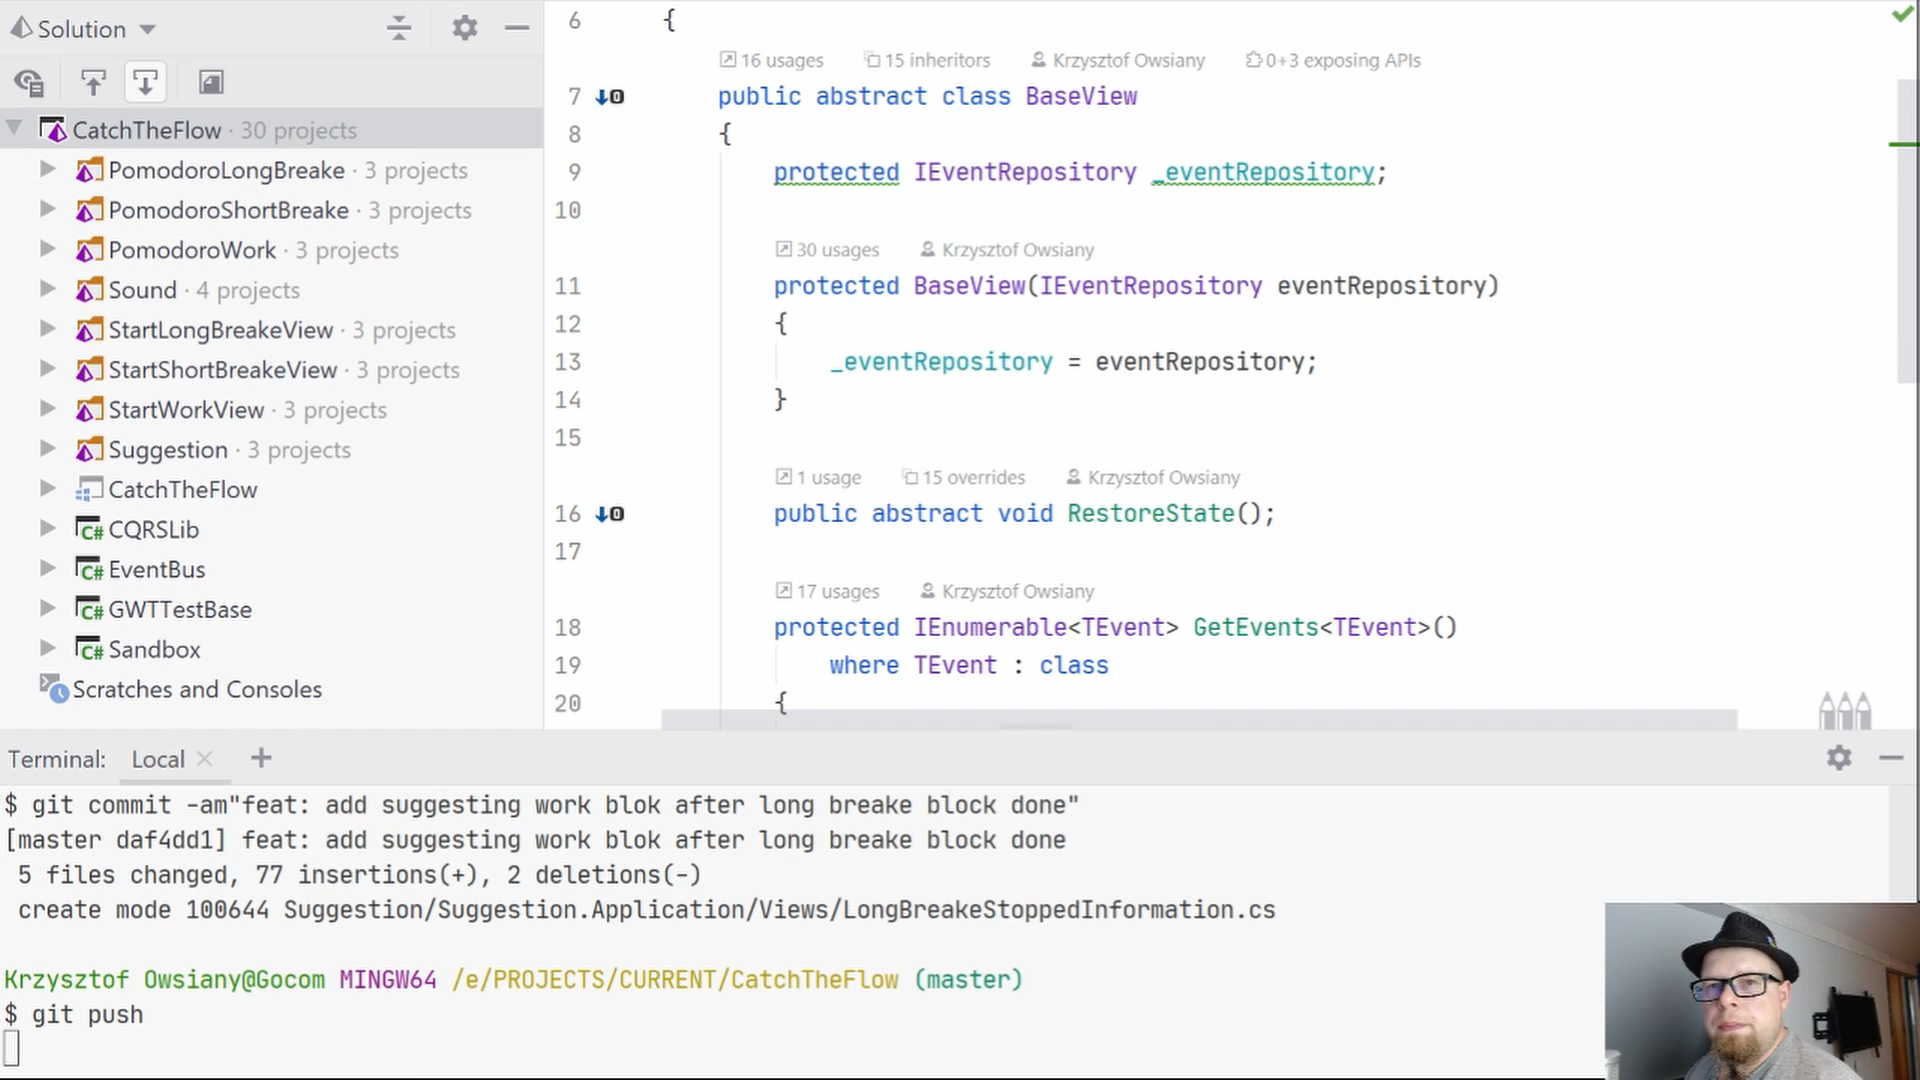 Solution
CatchTheFlow · 30 projects
PomodoroLongBreake · 3 projects
PomodoroShortBreake · 3 projects
PomodoroWork · 3 projects
Sound · 4 projects
StartLongBreakeView · 3 projects
StartShortBreakeView · 3 projects
StartWorkView · 3 projects
Suggestion · 3 projects
CatchTheFlow
C# CQRSLib
C# EventBus
C# GWTTestBase
C# Sandbox
Scratches and Consoles
6 {
16 usages 15 inheritors Krzysztof Owsiany 0+3 exposing APIs
7 public abstract class BaseView
8 {
9 protected IEventRepository _eventRepository;
10
30 usages Krzysztof Owsiany
11 protected BaseView(IEventRepository eventRepository)
12 {
13 _eventRepository = eventRepository;
14 }
15
1 usage 15 overrides Krzysztof Owsiany
16 public abstract void RestoreState();
17
17 usages Krzysztof Owsiany
18 protected IEnumerable<TEvent> GetEvents<TEvent>()
19 where TEvent : class
20 {
Terminal: Local
$ git commit -am"feat: add suggesting work blok after long breake block done"
[master daf4dd1] feat: add suggesting work blok after long breake block done
5 files changed, 77 insertions(+), 2 deletions(-)
create mode 100644 Suggestion/Suggestion.Application/Views/LongBreakeStoppedInformation.cs
Krzysztof Owsiany@Gocom MINGW64 /e/PROJECTS/CURRENT/CatchTheFlow (master)
$ git push